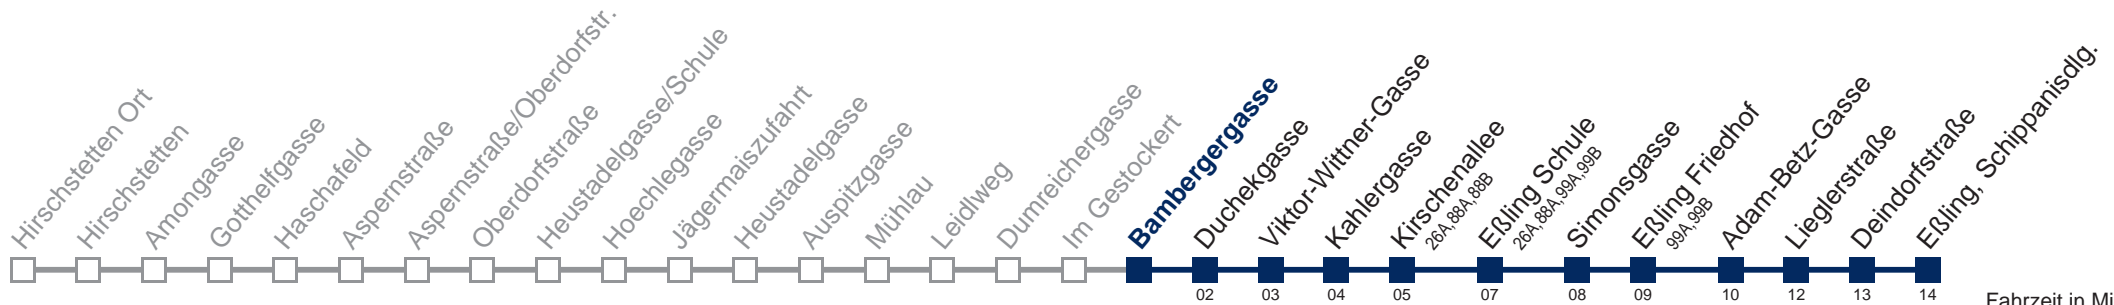 Hirschstetten Ort
Hirschstetten
Amongasse
Gotthelfgasse
Haschafeld
Aspernstraße
Aspernstraße/Oberdorfstr.
Oberdorfstraße
Heustadelgasse/Schule
Hoechlegasse
Jägermaiszufahrt
Heustadelgasse
Auspitzgasse
Mühlau
Leidlweg
Dumreichergasse
Im Gestockert
Bambergergasse
Duchekgasse
Viktor-Wittner-Gasse
Kahlergasse
Kirschenallee
26A,88A,88B
Eßling Schule
26A,88A,99A,99B
Simonsgasse
Eßling Friedhof
99A,99B
Adam-Betz-Gasse
Lieglerstraße
Deindorfstraße
Eßling, Schippanisdlg.
02 03 04 05 07 08 09 10 12 13 14
Fahrzeit in Mi